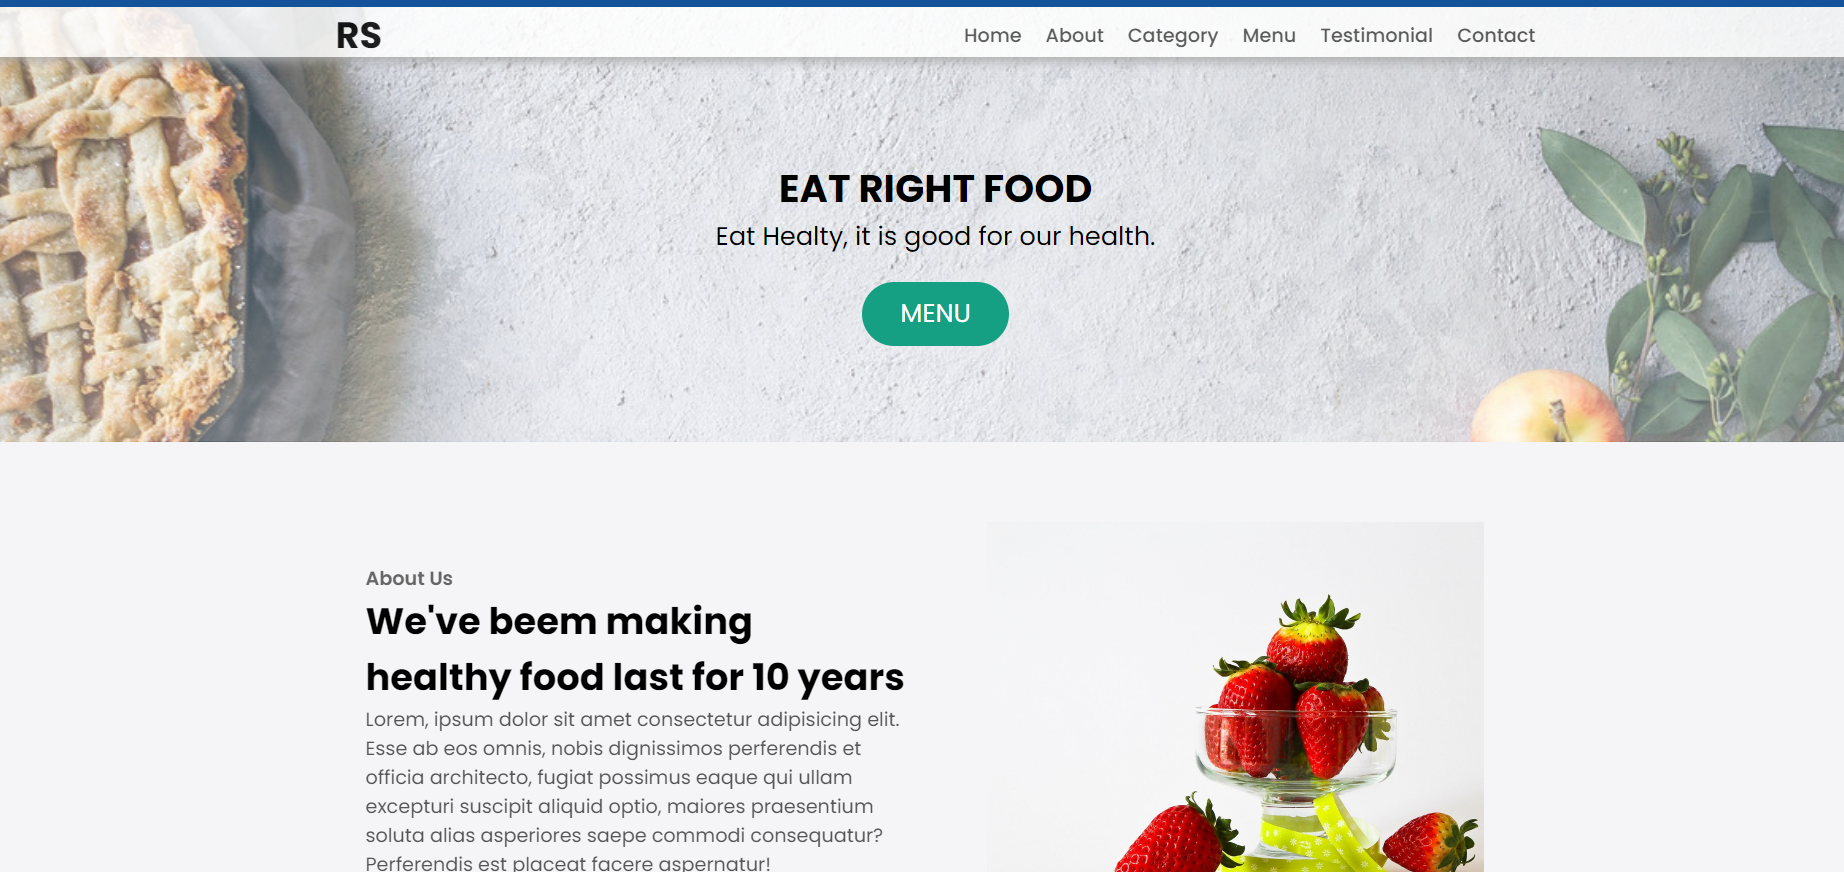 RS
Home About Category Menu Testimonial Contact
EAT RIGHT FOOD
Eat Healty, it is good for our health.
MENU
About Us
We've beem making
healthy food last for 10 years
Lorem, ipsum dolor sit amet consectetur adipisicing elit.
Esse ab eos omnis, nobis dignissimos perferendis et
officia architecto, fugiat possimus eaque qui ullam
excepturi suscipit aliquid optio, maiores praesentium
soluta alias asperiores saepe commodi consequatur?
Perferendis est placeat facere aspernatur!